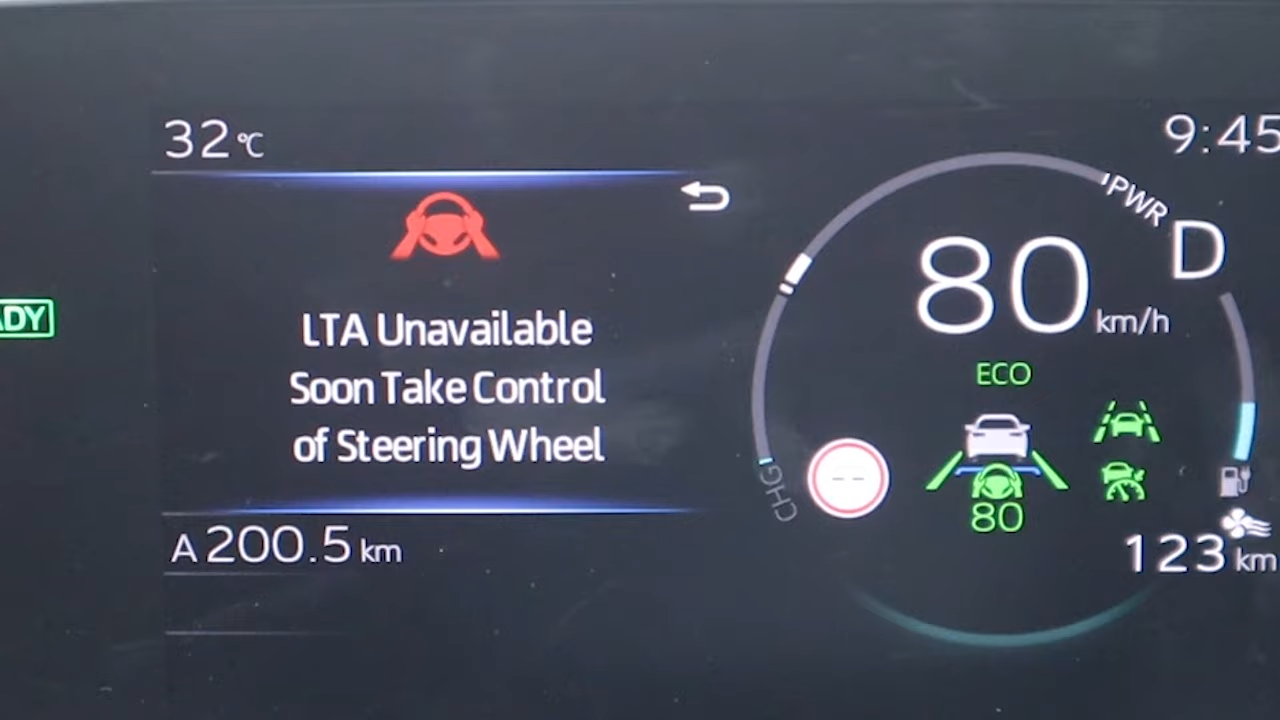 32°C
9:45
PWR
D
80 km/h
ADY
LTA Unavailable
Soon Take Control
of Steering Wheel
ECO
CHG
--
80
A 200.5 km
123 km